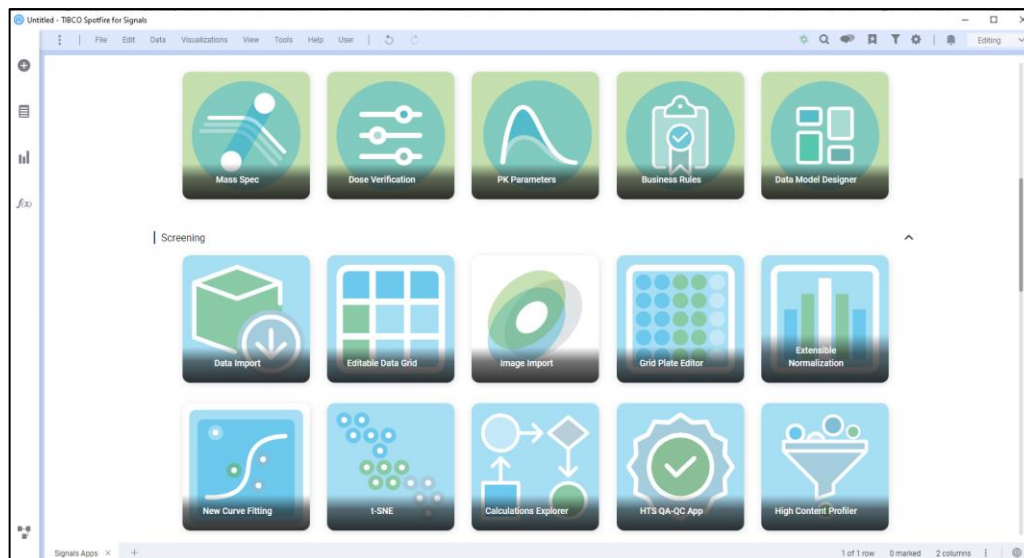 Untitled - TIBCO Spotfire for Signals
File Edit Data Visualizations View Tools Help User
Editing
Mass Spec
Dose Verification
PK Parameters
Business Rules
Data Model Designer
f(x)
Screening
Data Import
Editable Data Grid
Image Import
Grid Plate Editor
Extensible
Normalization
New Curve Fitting
t-SNE
Calculations Explorer
HTS QA-QC App
High Content Profiler
Signals Apps
1 of 1 row 0 marked 2 columns